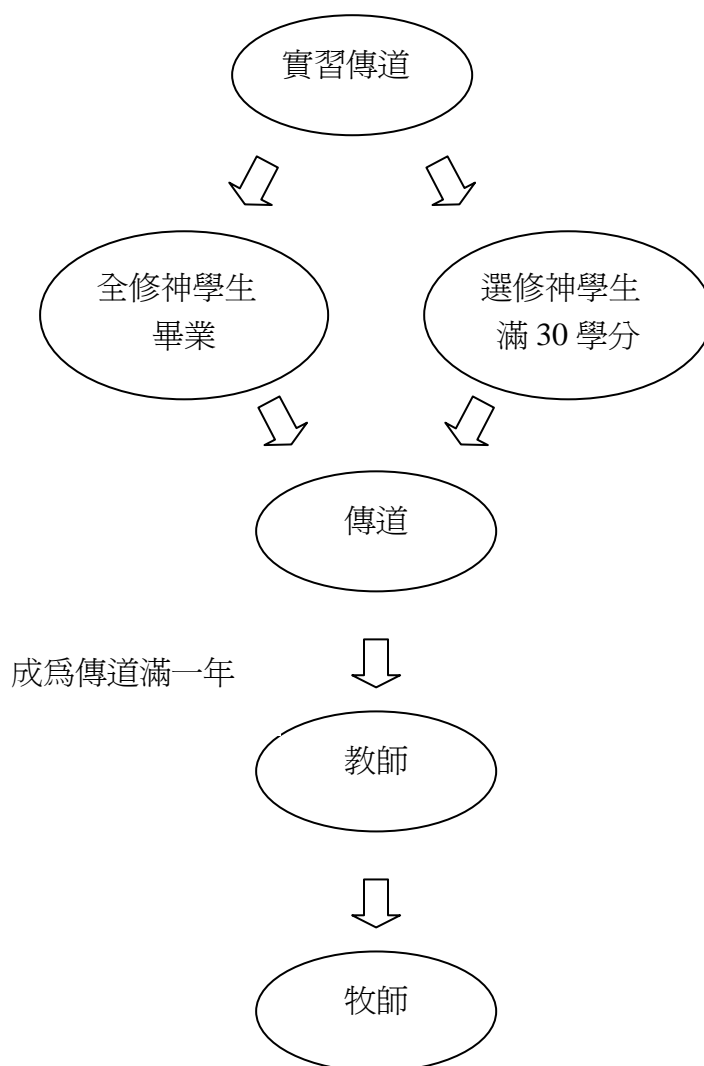 實習傳道
全修神學生
畢業
選修神學生
滿 30 學分
傳道
成爲傳道滿一年
教師
牧師